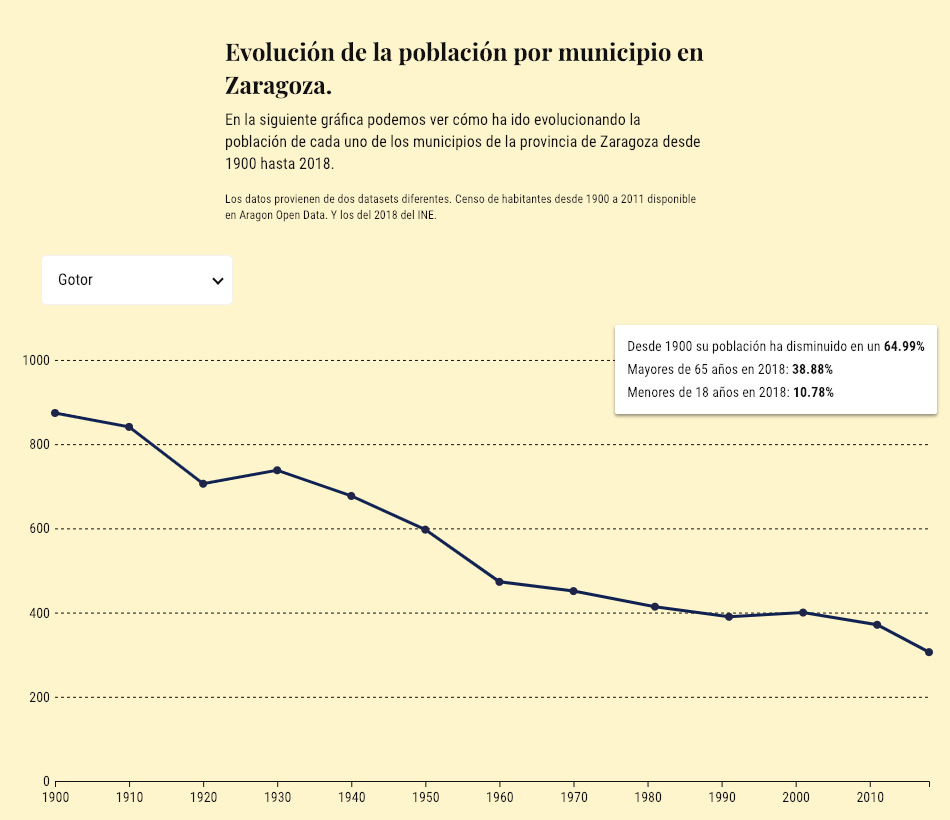 Evolución de la población por municipio en
Zaragoza.
En la siguiente gráfica podemos ver cómo ha ido evolucionando la
población de cada uno de los municipios de la provincia de Zaragoza desde
1900 hasta 2018.
Los datos provienen de dos datasets diferentes. Censo de habitantes desde 1900 a 2011 disponible
en Aragon Open Data. Y los del 2018 del INE.
Gotor
Desde 1900 su población ha disminuido en un 64.99%
Mayores de 65 años en 2018: 38.88%
Menores de 18 años en 2018: 10.78%
1000
800
600
400
200
0
1900 1910 1920 1930 1940 1950 1960 1970 1980 1990 2000 2010